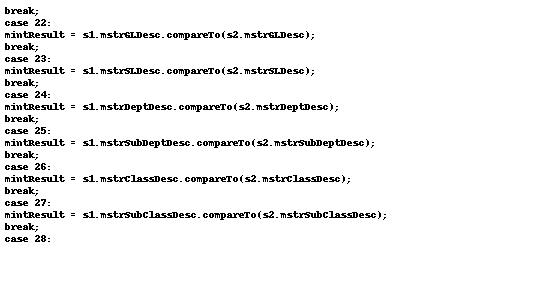 break;
case 22:
mintResult = s1.mstrGLDesc.compareTo(s2.mstrGLDesc);
break;
case 23:
mintResult = s1.mstrSLDesc.compareTo(s2.mstrSLDesc);
break;
case 24:
mintResult = s1.mstrDeptDesc.compareTo(s2.mstrDeptDesc);
break;
case 25:
mintResult = s1.mstrSubDeptDesc.compareTo(s2.mstrSubDeptDesc);
break;
case 26:
mintResult = s1.mstrClassDesc.compareTo(s2.mstrClassDesc);
break;
case 27:
mintResult = s1.mstrSubClassDesc.compareTo(s2.mstrSubClassDesc);
break;
case 28: